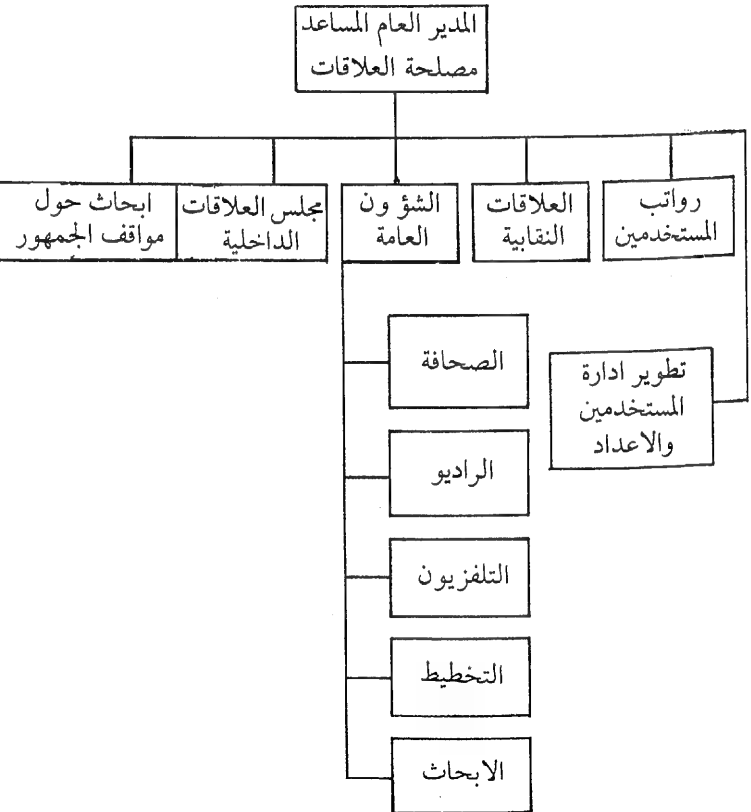 المدير العام المساعد
مصلحة العلاقات
رواتب
المستخدمين
العلاقات
النقابية
الشؤ ون
العامة
مجلس العلاقات
الداخلية
ابحاث حول
مواقف الجمهور
تطوير ادارة
المستخدمين
والاعداد
الصحافة
الراديو
التلفزيون
التخطيط
الابحاث